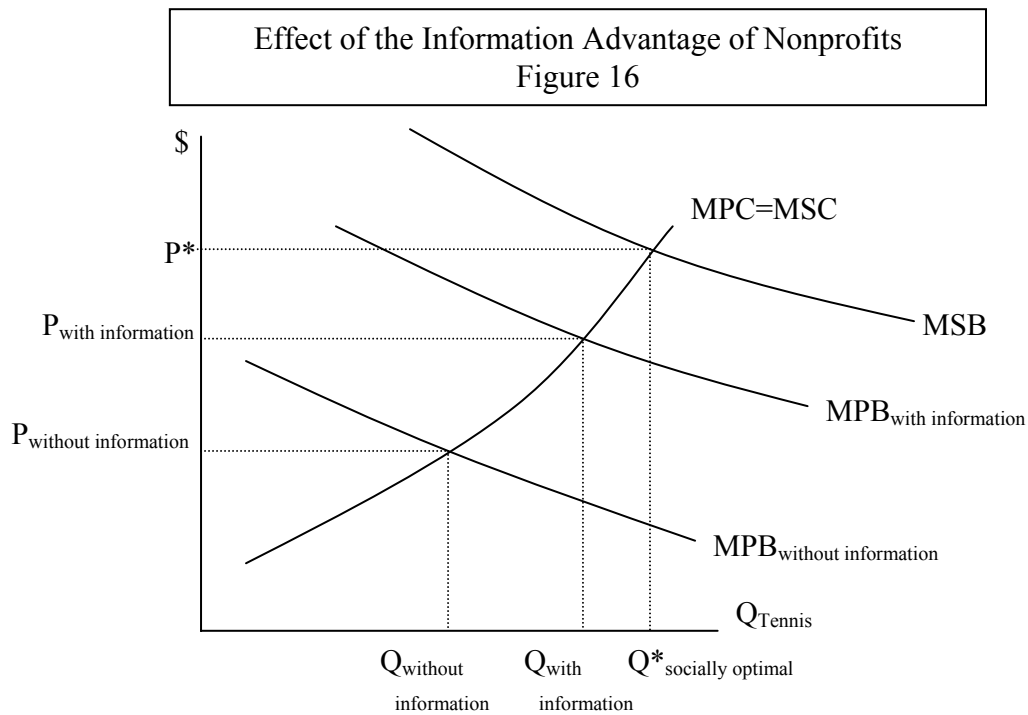 Effect of the Information Advantage of Nonprofits
Figure 16
$
MPC=MSC
P*
P with information
MSB
MPB with information
P without information
MPB without information
Q Tennis
Q without information
Q with information
Q* socially optimal